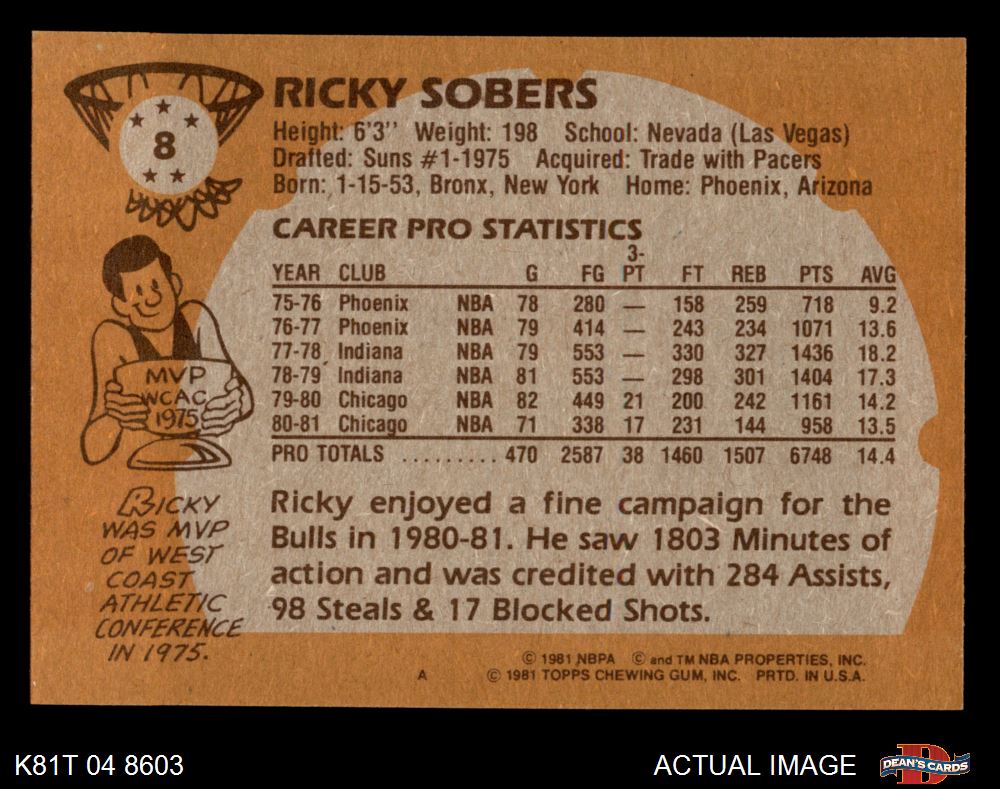 8
RICKY SOBERS
Height: 6'3" Weight: 198 School: Nevada (Las Vegas)
Drafted: Suns #1-1975 Acquired: Trade with Pacers
Born: 1-15-53, Bronx, New York Home: Phoenix, Arizona
CAREER PRO STATISTICS
YEAR CLUB G FG 3-PT FT REB PTS AVG
75-76 Phoenix NBA 78 280 — 158 259 718 9.2
76-77 Phoenix NBA 79 414 — 243 234 1071 13.6
77-78 Indiana NBA 79 553 — 330 327 1436 18.2
78-79 Indiana NBA 81 553 — 298 301 1404 17.3
79-80 Chicago NBA 82 449 21 200 242 1161 14.2
80-81 Chicago NBA 71 338 17 231 144 958 13.5
PRO TOTALS ......... 470 2587 38 1460 1507 6748 14.4
MVP
WCAC
1975
RICKY
WAS MVP
OF WEST
COAST
ATHLETIC
CONFERENCE
IN 1975.
Ricky enjoyed a fine campaign for the
Bulls in 1980-81. He saw 1803 Minutes of
action and was credited with 284 Assists,
98 Steals & 17 Blocked Shots.
© 1981 NBPA © and TM NBA PROPERTIES, INC.
A © 1981 TOPPS CHEWING GUM, INC. PRTD. IN U.S.A.
K81T 04 8603
ACTUAL IMAGE
DEAN'S CARDS